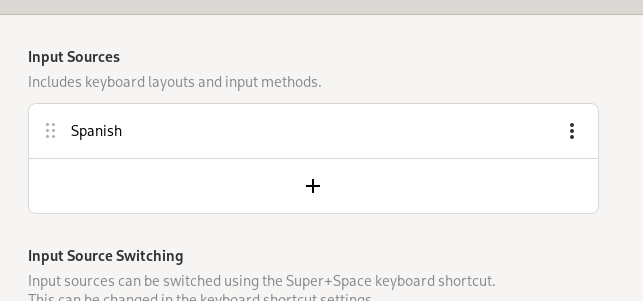 Input Sources
Includes keyboard layouts and input methods.
Spanish
Input Source Switching
Input sources can be switched using the Super+Space keyboard shortcut.
This can be changed in the keyboard shortcut settings.